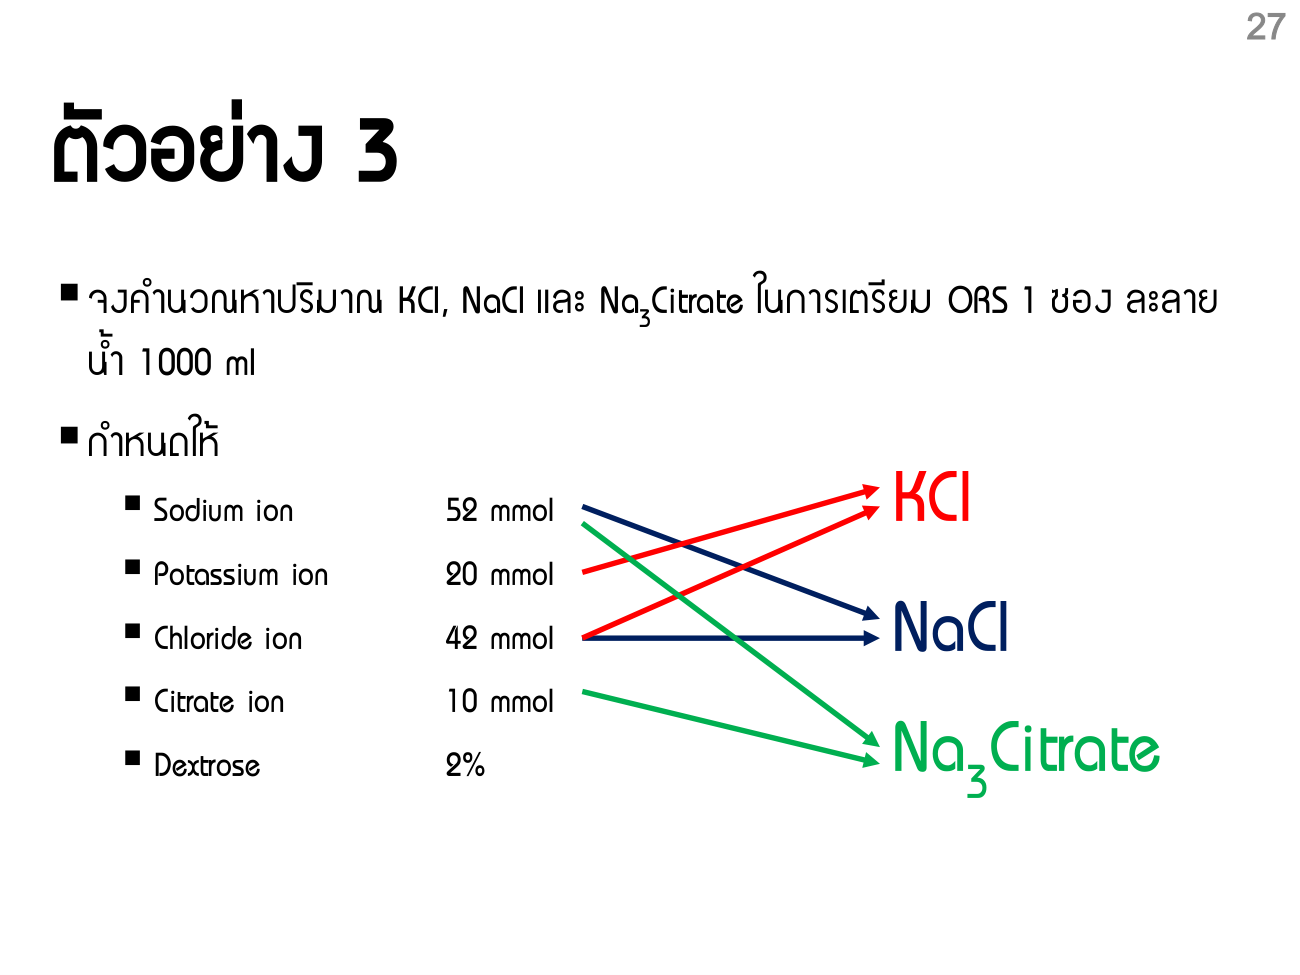 27
ตัวอย่าง 3
▪ จงคำนวณหาปริมาณ KCl, NaCl และ Na₃Citrate ในการเตรียม ORS 1 ซอง ละลาย
น้ำ 1000 ml
▪ กำหนดให้
▪ Sodium ion 52 mmol
▪ Potassium ion 20 mmol
▪ Chloride ion 42 mmol
▪ Citrate ion 10 mmol
▪ Dextrose 2%
KCl
NaCl
Na₃Citrate